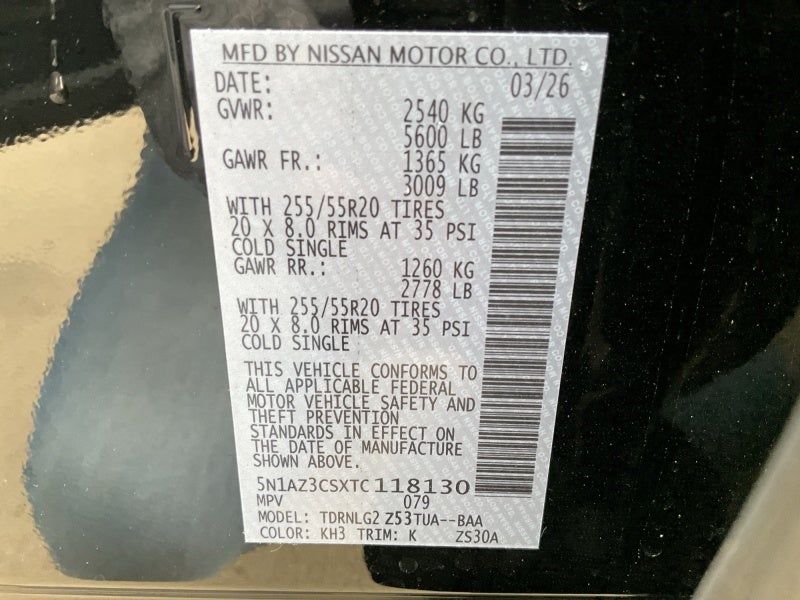 MFD BY NISSAN MOTOR CO., LTD.
DATE: 03/26
GVWR: 2540 KG
5600 LB
GAWR FR.: 1365 KG
3009 LB
WITH 255/55R20 TIRES
20 X 8.0 RIMS AT 35 PSI
COLD SINGLE
GAWR RR.: 1260 KG
2778 LB
WITH 255/55R20 TIRES
20 X 8.0 RIMS AT 35 PSI
COLD SINGLE
THIS VEHICLE CONFORMS TO
ALL APPLICABLE FEDERAL
MOTOR VEHICLE SAFETY AND
THEFT PREVENTION
STANDARDS IN EFFECT ON
THE DATE OF MANUFACTURE
SHOWN ABOVE.
5N1AZ3CSXTC118130
MPV 079
MODEL: TDRNLG2 Z53TUA--BAA
COLOR: KH3 TRIM: K ZS30A